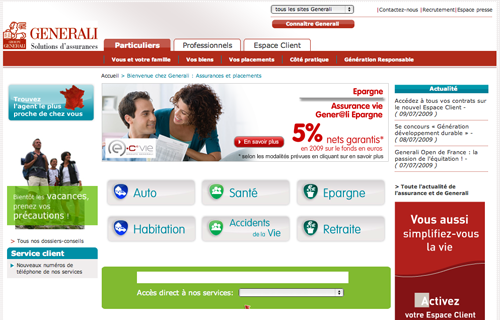 tous les sites Generali
|Contactez-nous |Recrutement|Espace presse
Connaître Generali
GENERALI
Solutions d'assurances
Particuliers
Professionnels
Espace Client
Vous et votre famille
Vos biens
Vos placements
Côté pratique
Génération Responsable
Accueil > Bienvenue chez Generali : Assurances et placements
Trouvez
l'agent le plus
proche de chez vous
Bientôt les vacances,
prenez vos
précautions !
> Tous nos dossiers-conseils
Service client
Nouveaux numéros de
téléphone de nos services
Epargne
Assurance vie
Gener@li Epargne
5% nets garantis*
en 2009 sur le fonds en euros
En savoir plus
* selon les modalités prévues en cliquant sur en savoir plus
(e)-c*vie
Auto
Santé
Epargne
Habitation
Accidents
de la Vie
Retraite
Accès direct à nos services:
Actualité
Accédez à tous vos contrats sur
le nouvel Espace Client -
( 09/07/2009 )
Se concours « Génération
développement durable » -
( 08/07/2009 )
Generali Open de France : la
passion de l'équitation ! -
( 07/07/2009 )
> Toute l'actualité de
l'assurance et de Generali
Vous aussi
simplifiez-vous
la vie
Activez
votre Espace Client